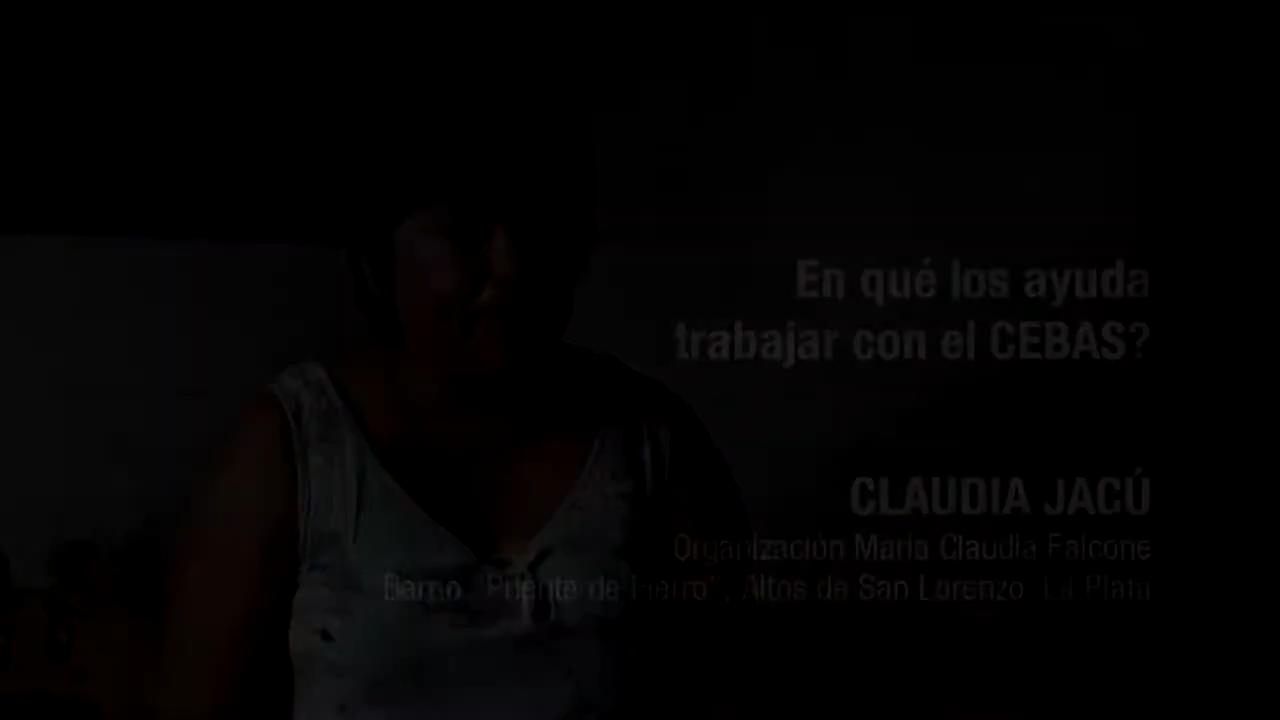 En qué los ayuda
trabajar con el CEBAS?
CLAUDIA JACÚ
Organización María Claudia Falcone
Barrio "Puente de Fierro", Altos de San Lorenzo La Plata